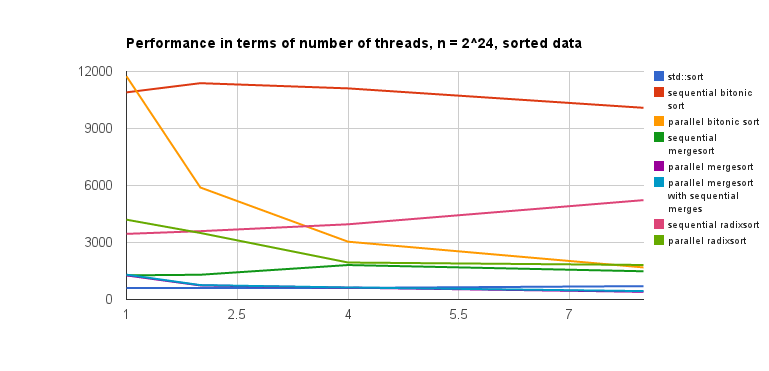 Performance in terms of number of threads, n = 2^24, sorted data
12000
9000
6000
3000
0
1
2.5
4
5.5
7
std::sort
sequential bitonic
sort
parallel bitonic sort
sequential
mergesort
parallel mergesort
parallel mergesort
with sequential
merges
sequential radixsort
parallel radixsort